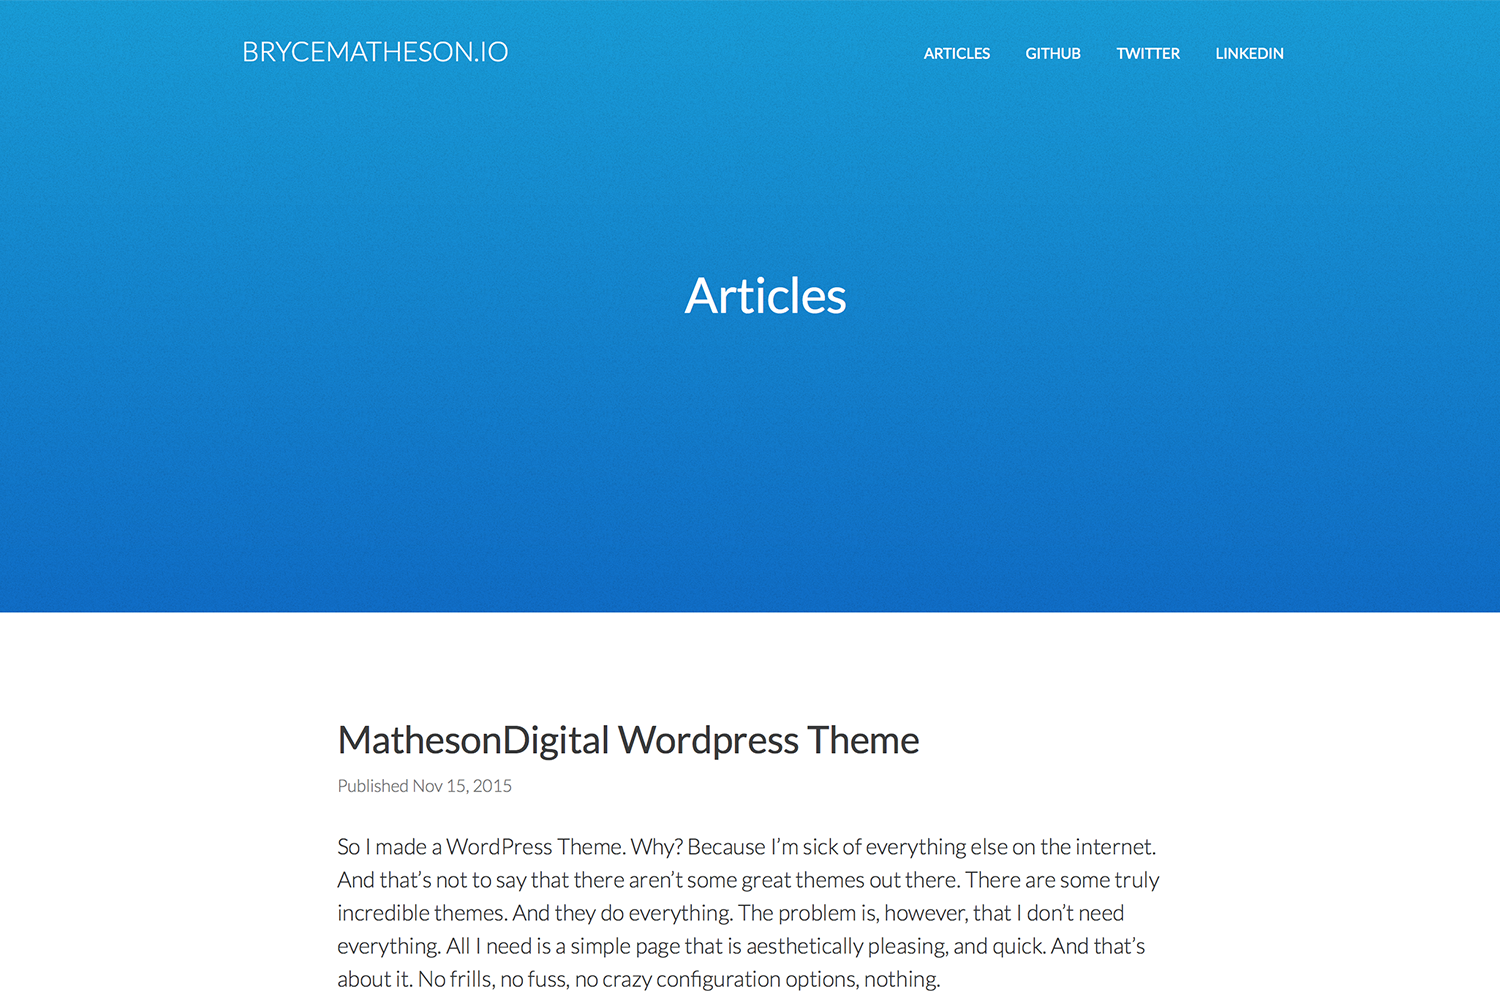 BRYCEMATHESON.IO
ARTICLES GITHUB TWITTER LINKEDIN
Articles
MathesonDigital Wordpress Theme
Published Nov 15, 2015
So I made a WordPress Theme. Why? Because I’m sick of everything else on the internet.
And that’s not to say that there aren’t some great themes out there. There are some truly
incredible themes. And they do everything. The problem is, however, that I don’t need
everything. All I need is a simple page that is aesthetically pleasing, and quick. And that’s
about it. No frills, no fuss, no crazy configuration options, nothing.